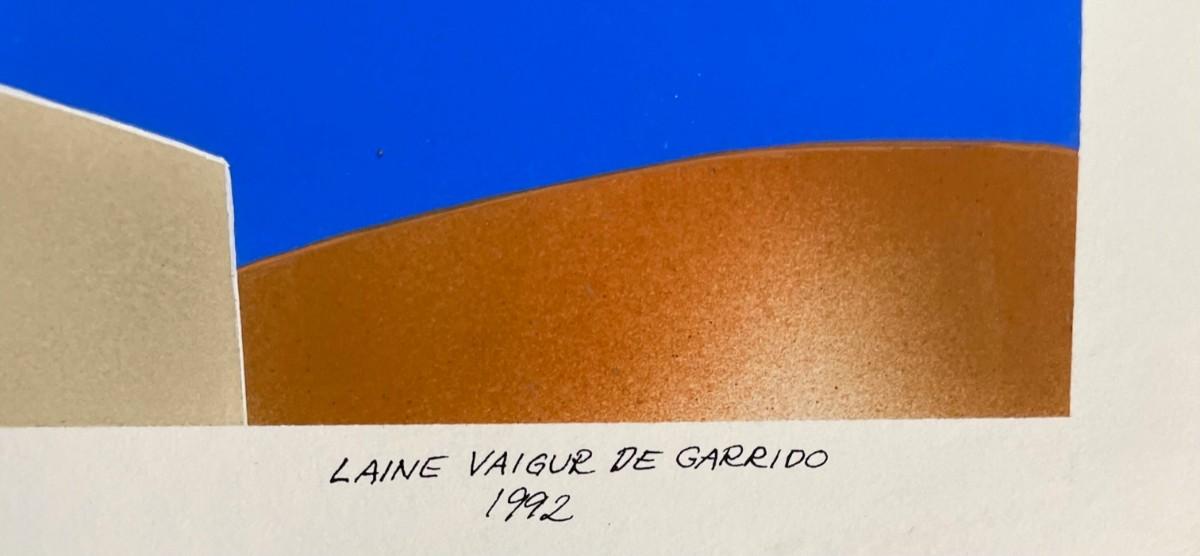 LAINE VAIGUR DE GARRIDO
1992